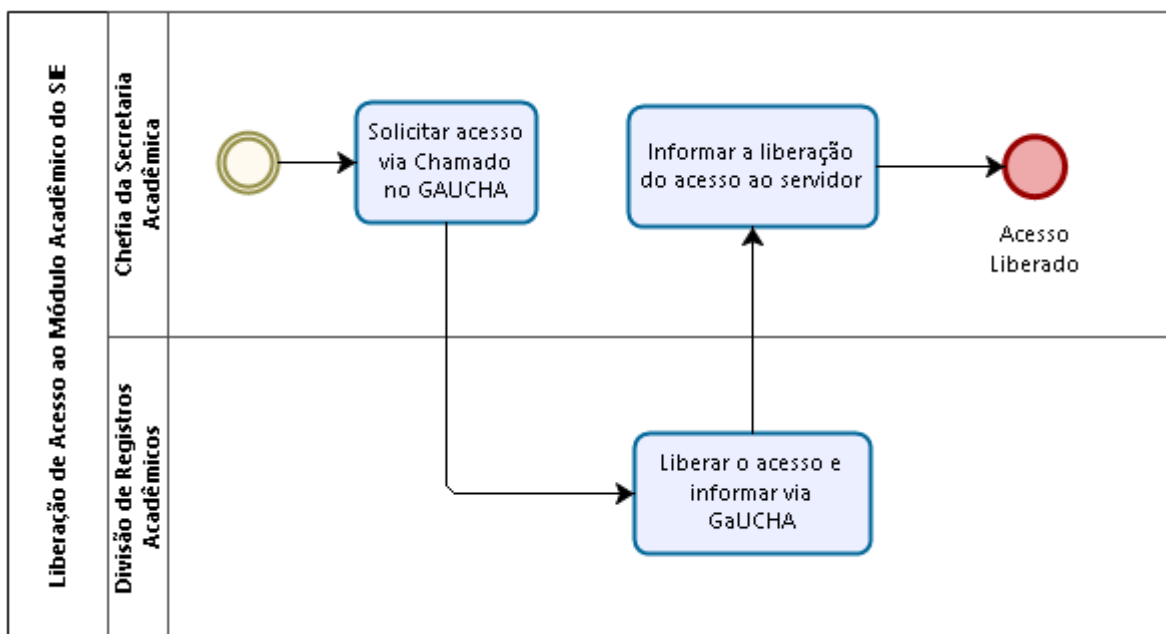 Liberação de Acesso ao Módulo Acadêmico do SIE
Chefia da Secretaria
Acadêmica
Solicitar acesso
via Chamado
no GAUCHA
Informar a liberação
do acesso ao servidor
Acesso
Liberado
Divisão de Registros
Acadêmicos
Liberar o acesso e
informar via
GaUCHA